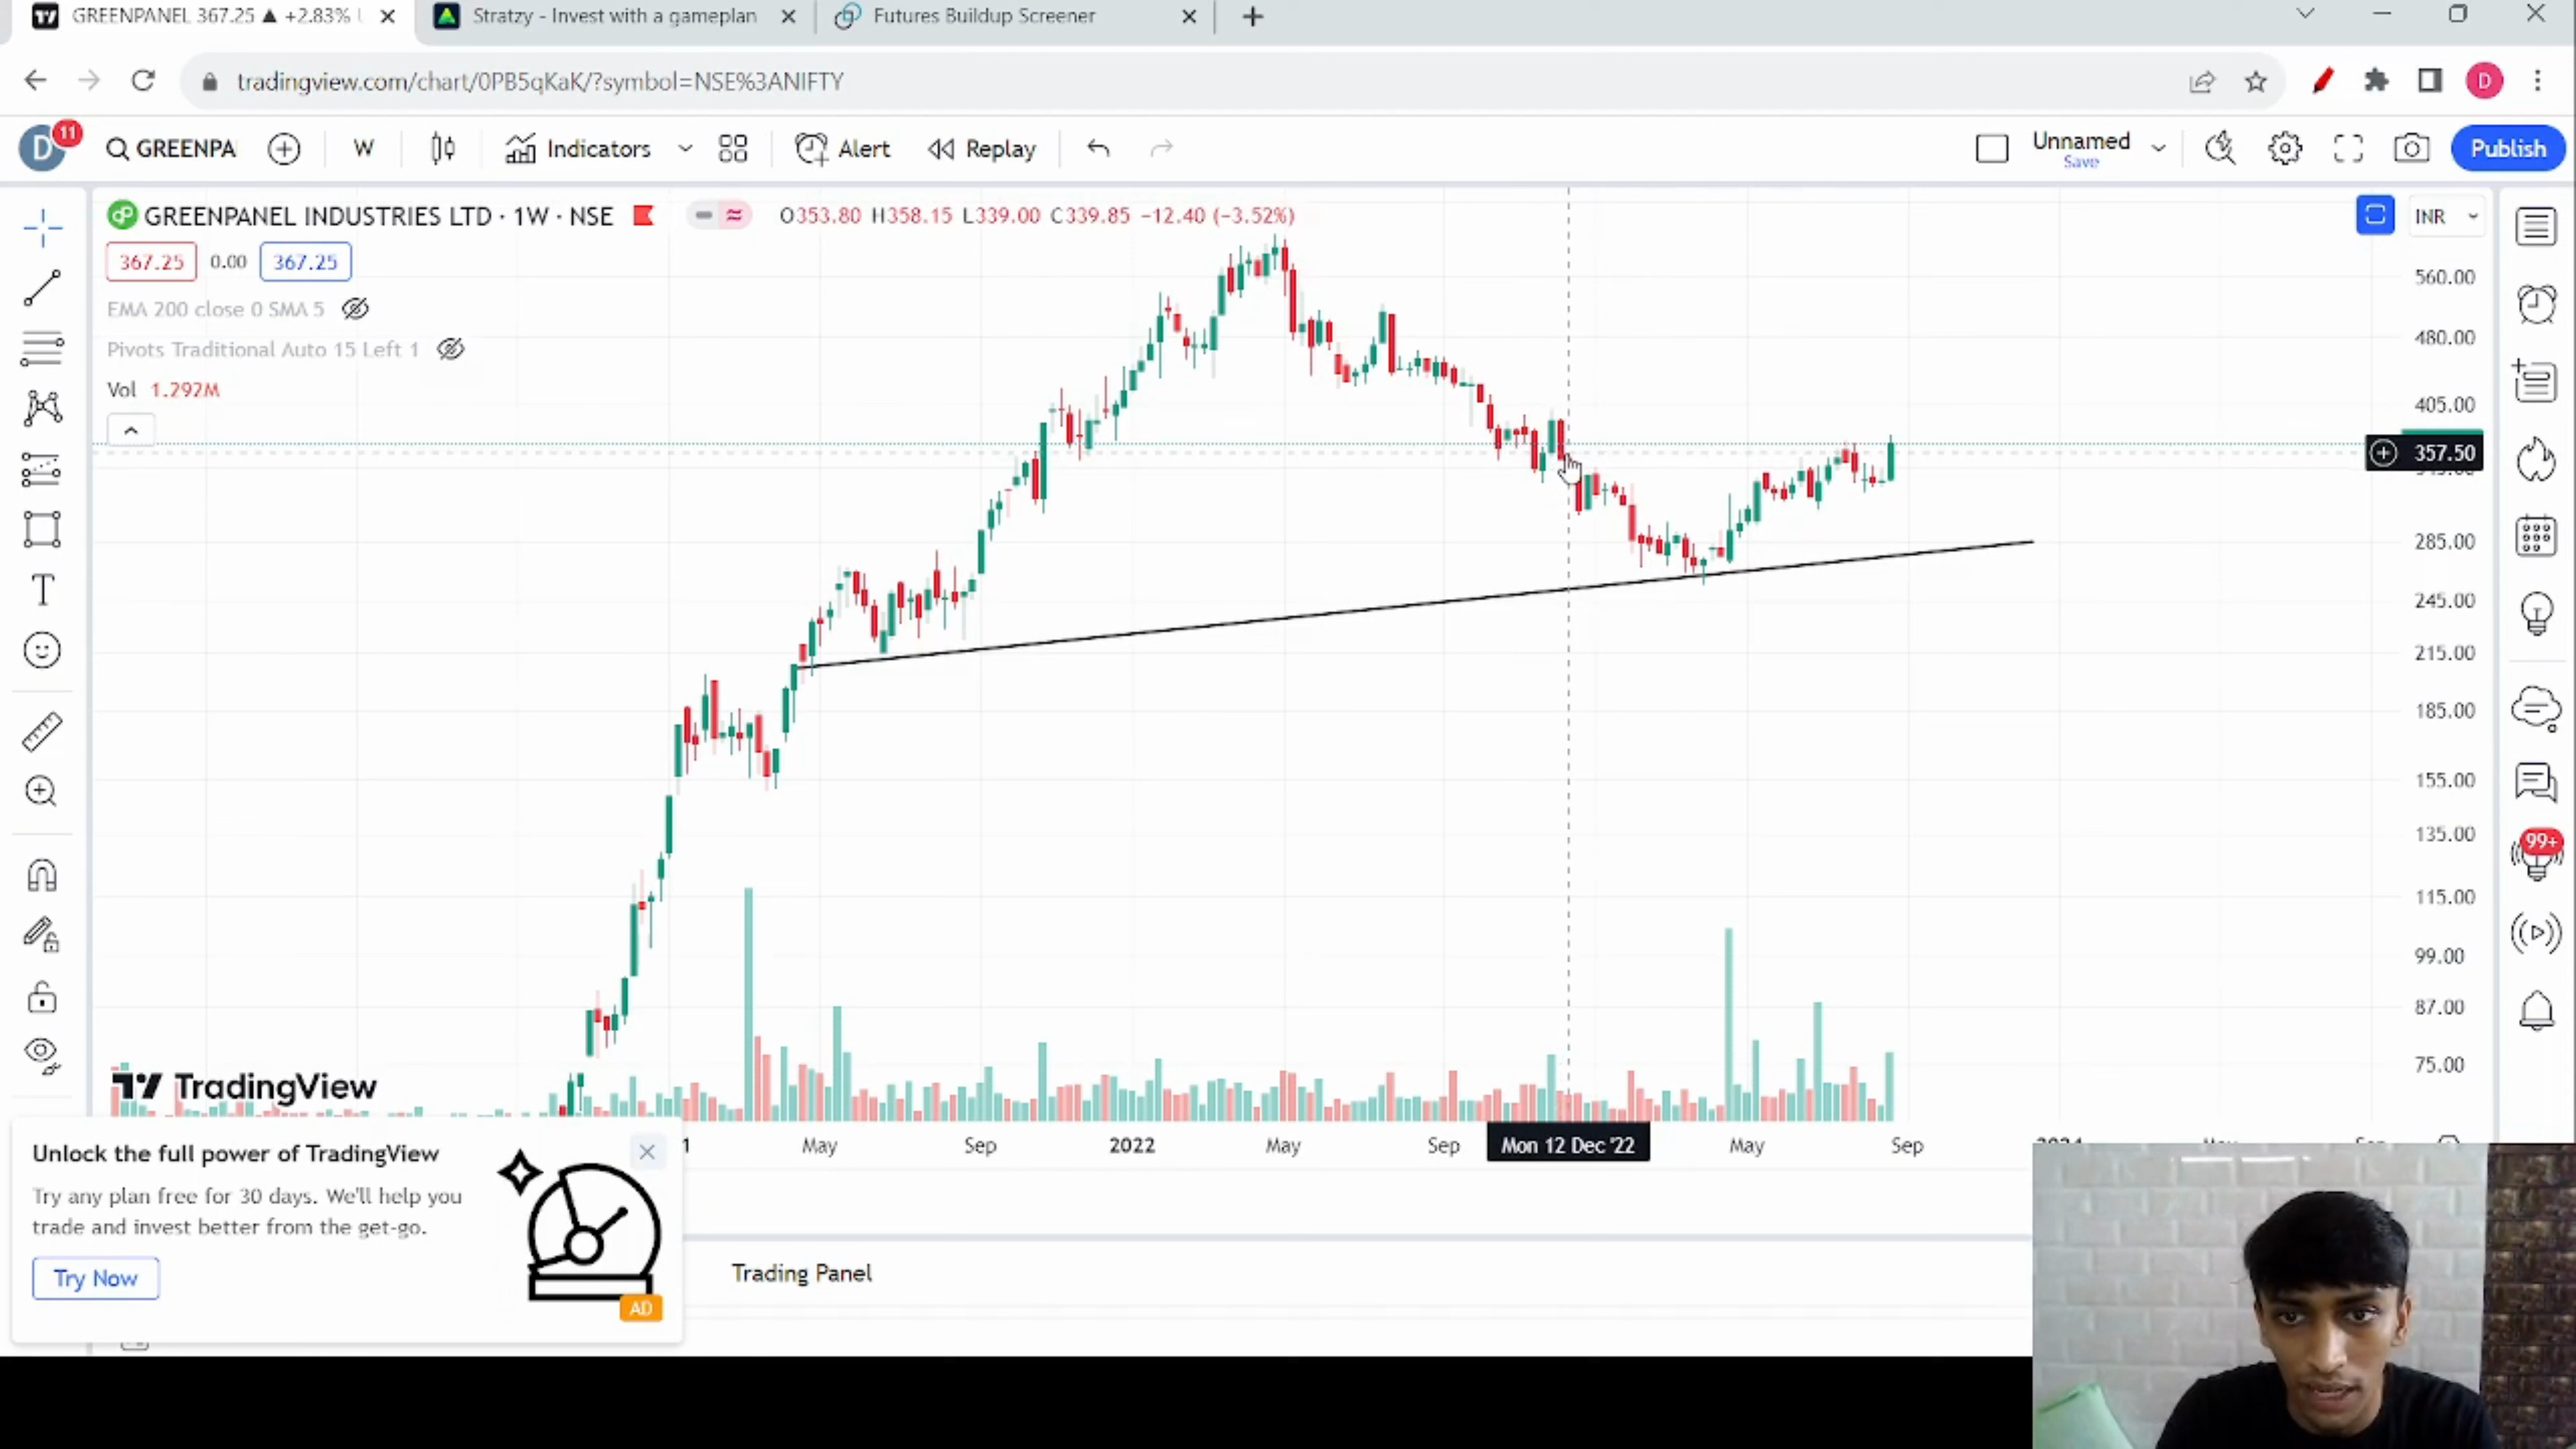 GREENPANEL 367.25 ▲ +2.83%
Stratzy - Invest with a gameplan
Futures Buildup Screener
tradingview.com/chart/0PB5qKaK/?symbol=NSE%3ANIFTY
D
D
11
GREENPA
W
Indicators
Alert
Replay
Unnamed
Save
Publish
GREENPANEL INDUSTRIES LTD · 1W · NSE
O353.80 H358.15 L339.00 C339.85 −12.40 (−3.52%)
INR
367.25 0.00 367.25
EMA 200 close 0 SMA 5
Pivots Traditional Auto 15 Left 1
Vol 1.292M
560.00
480.00
405.00
357.50
285.00
245.00
215.00
185.00
155.00
135.00
115.00
99.00
87.00
75.00
99+
TradingView
1 May Sep 2022 May Sep Mon 12 Dec '22 May Sep
Unlock the full power of TradingView
Try any plan free for 30 days. We'll help you
trade and invest better from the get-go.
Try Now
AD
Trading Panel